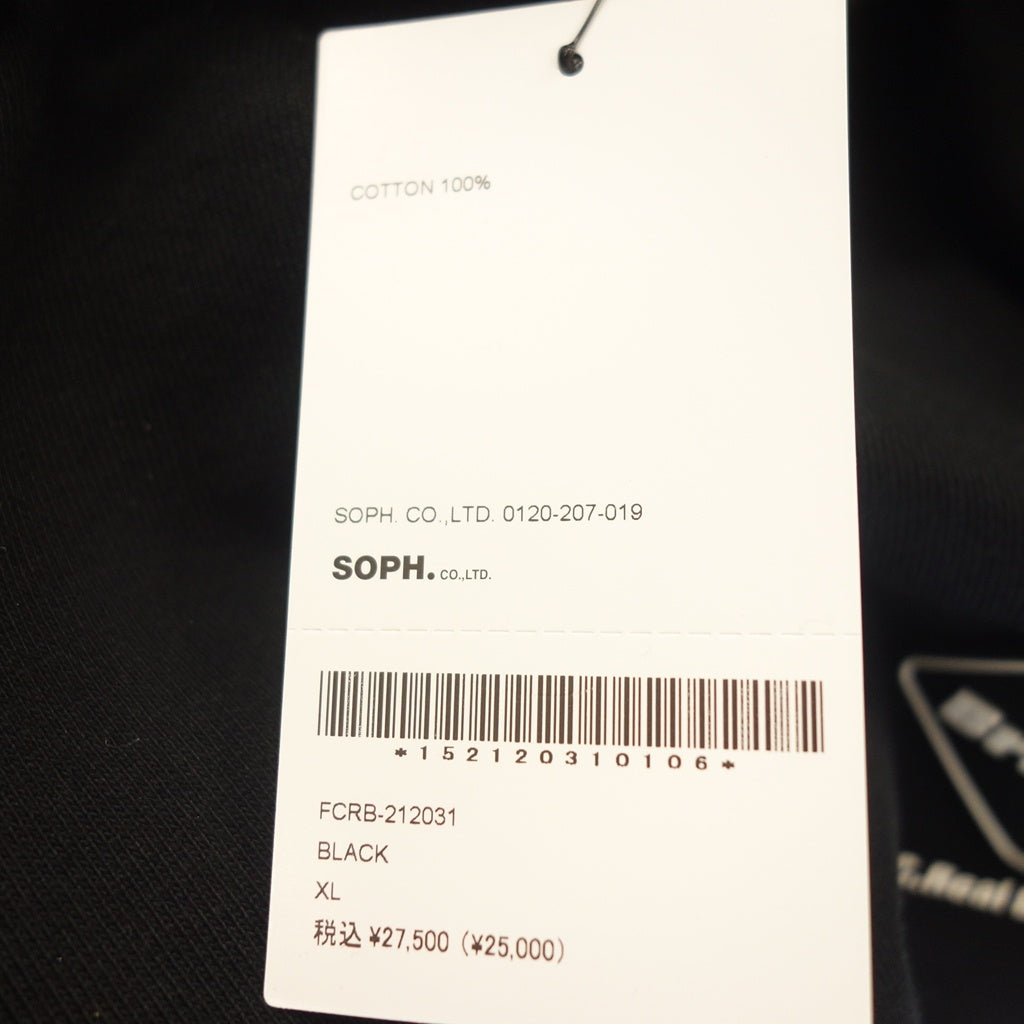 COTTON 100%
SOPH. CO.,LTD. 0120-207-019
SOPH. CO.,LTD.
*152120310106*
FCRB-212031
BLACK
XL
税込 ¥27,500 (¥25,000)
.Real